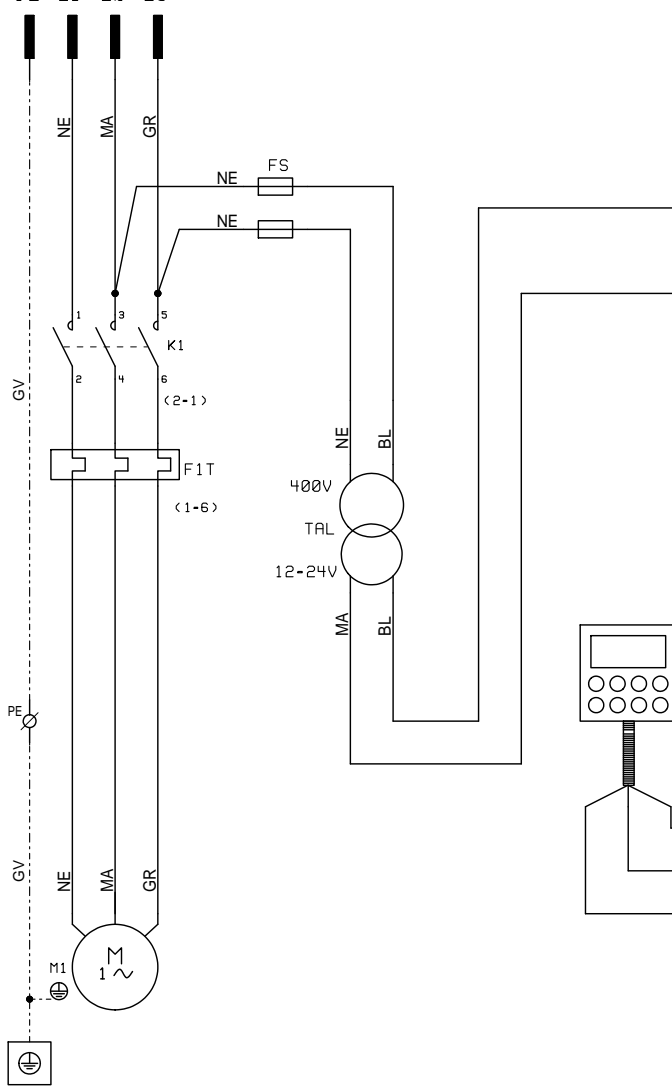 NE MA GR
FS
NE
NE
1 3 5
K1
2 4 6
(2-1)
GV
NE BL
F1T
400V
(1-6)
TAL
12-24V
MA BL
PE
GV NE MA GR
M1
M
1